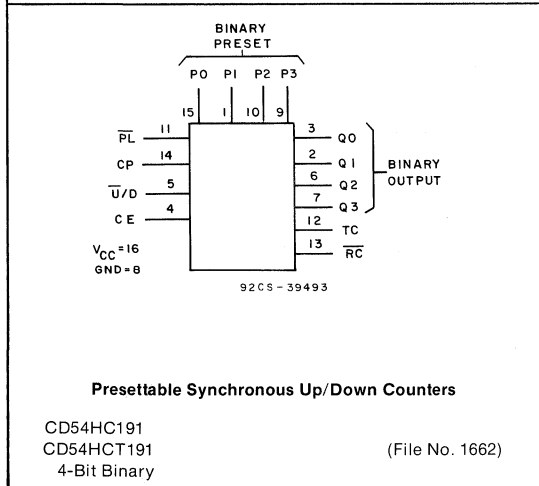 BINARY
PRESET
P0 P1 P2 P3
15 1 10 9
P̅L̅ 11 3 Q0
CP 14 2 Q1 BINARY
U̅/D 5 6 Q2 OUTPUT
CE 4 7 Q3
12 TC
VCC=16 13 R̅C̅
GND=8
92CS-39493
Presettable Synchronous Up/Down Counters
CD54HC191
CD54HCT191 (File No. 1662)
4-Bit Binary